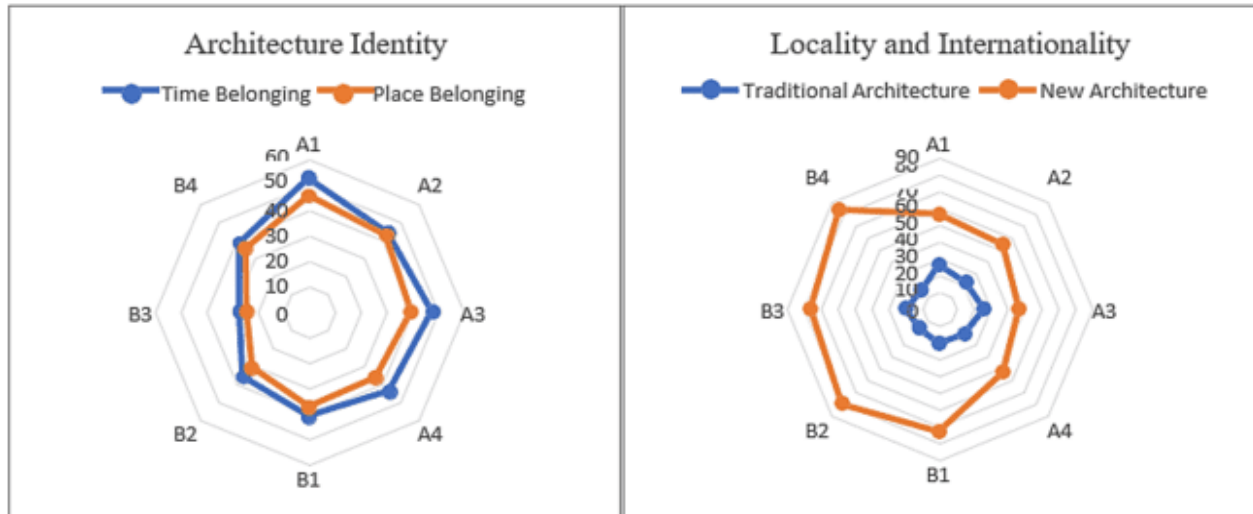 Architecture Identity
Time Belonging Place Belonging
A1
A2
A3
A4
B1
B2
B3
B4
60
50
40
30
20
10
0
Locality and Internationality
Traditional Architecture New Architecture
A1
A2
A3
A4
B1
B2
B3
B4
90
80
70
60
50
40
30
20
10
0